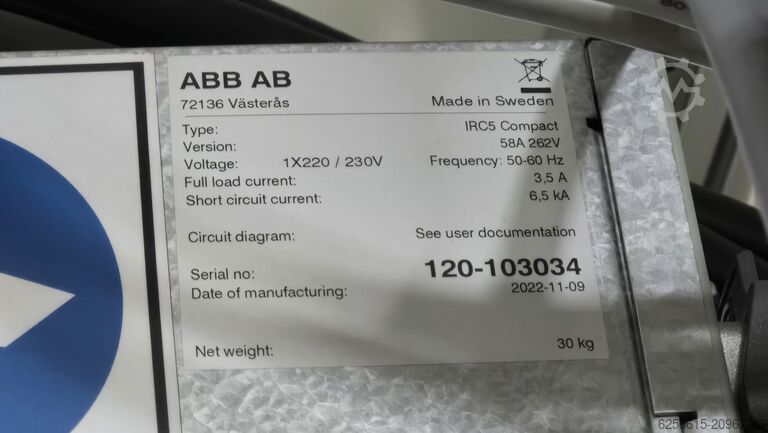 ABB AB
72136 Västerås
Made in Sweden
Type: IRC5 Compact
Version: 58A 262V
Voltage: 1X220 / 230V Frequency: 50-60 Hz
Full load current: 3,5 A
Short circuit current: 6,5 kA
Circuit diagram: See user documentation
Serial no: 120-103034
Date of manufacturing: 2022-11-09
Net weight: 30 kg